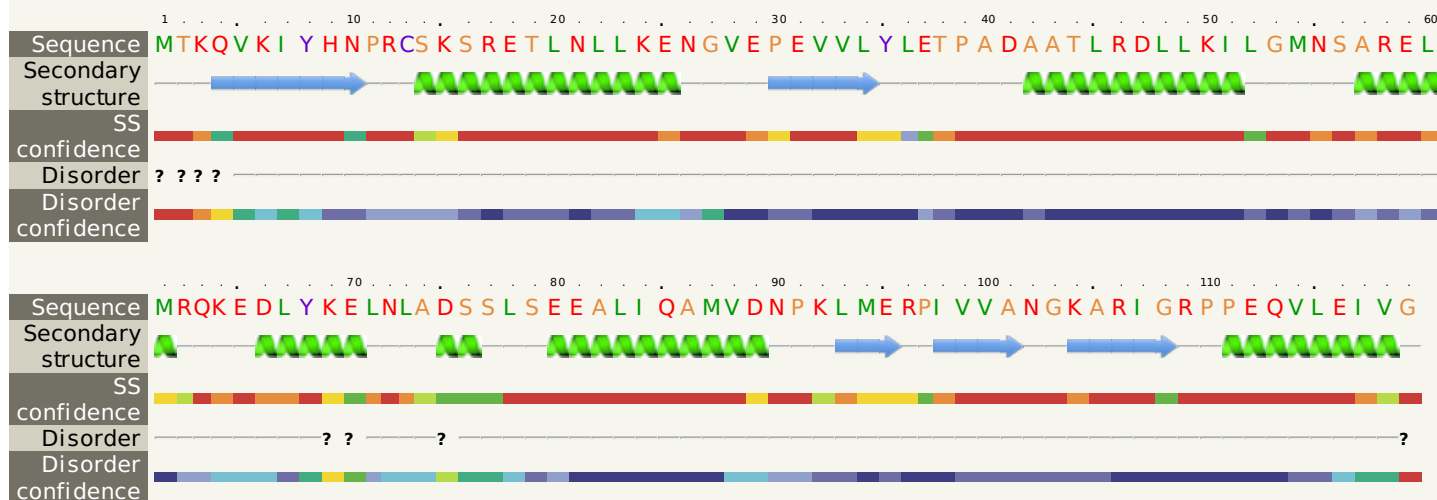 1 10 20 30 40 50 60
Sequence MTKQVKIYHNPRCSKSRETLNLLKENGVEPEVVLYLETPADAATLRDLLKILGMNSAREL
Secondary
structure
SS
confidence
Disorder ? ? ? ?
Disorder
confidence
70 80 90 100 110
Sequence MRQKEDLYKELNLADSSLSEEALIQAMVDNPKLMERPIVVANGKARIGRPPEQVLEIVG
Secondary
structure
SS
confidence
Disorder ? ? ? ?
Disorder
confidence